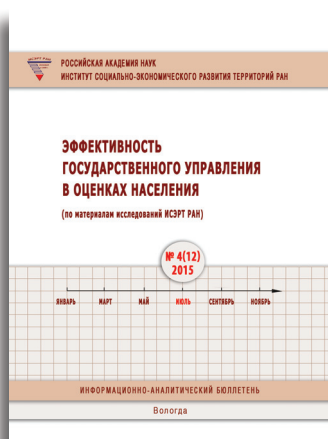 РОССИЙСКАЯ АКАДЕМИЯ НАУК
ИНСТИТУТ СОЦИАЛЬНО-ЭКОНОМИЧЕСКОГО РАЗВИТИЯ ТЕРРИТОРИЙ РАН
ЭФФЕКТИВНОСТЬ
ГОСУДАРСТВЕННОГО УПРАВЛЕНИЯ
В ОЦЕНКАХ НАСЕЛЕНИЯ
(по материалам исследований ИСЭРТ РАН)
№ 4(12)
2015
ЯНВАРЬ МАРТ МАЙ ИЮЛЬ СЕНТЯБРЬ НОЯБРЬ
ИНФОРМАЦИОННО-АНАЛИТИЧЕСКИЙ БЮЛЛЕТЕНЬ
Вологда